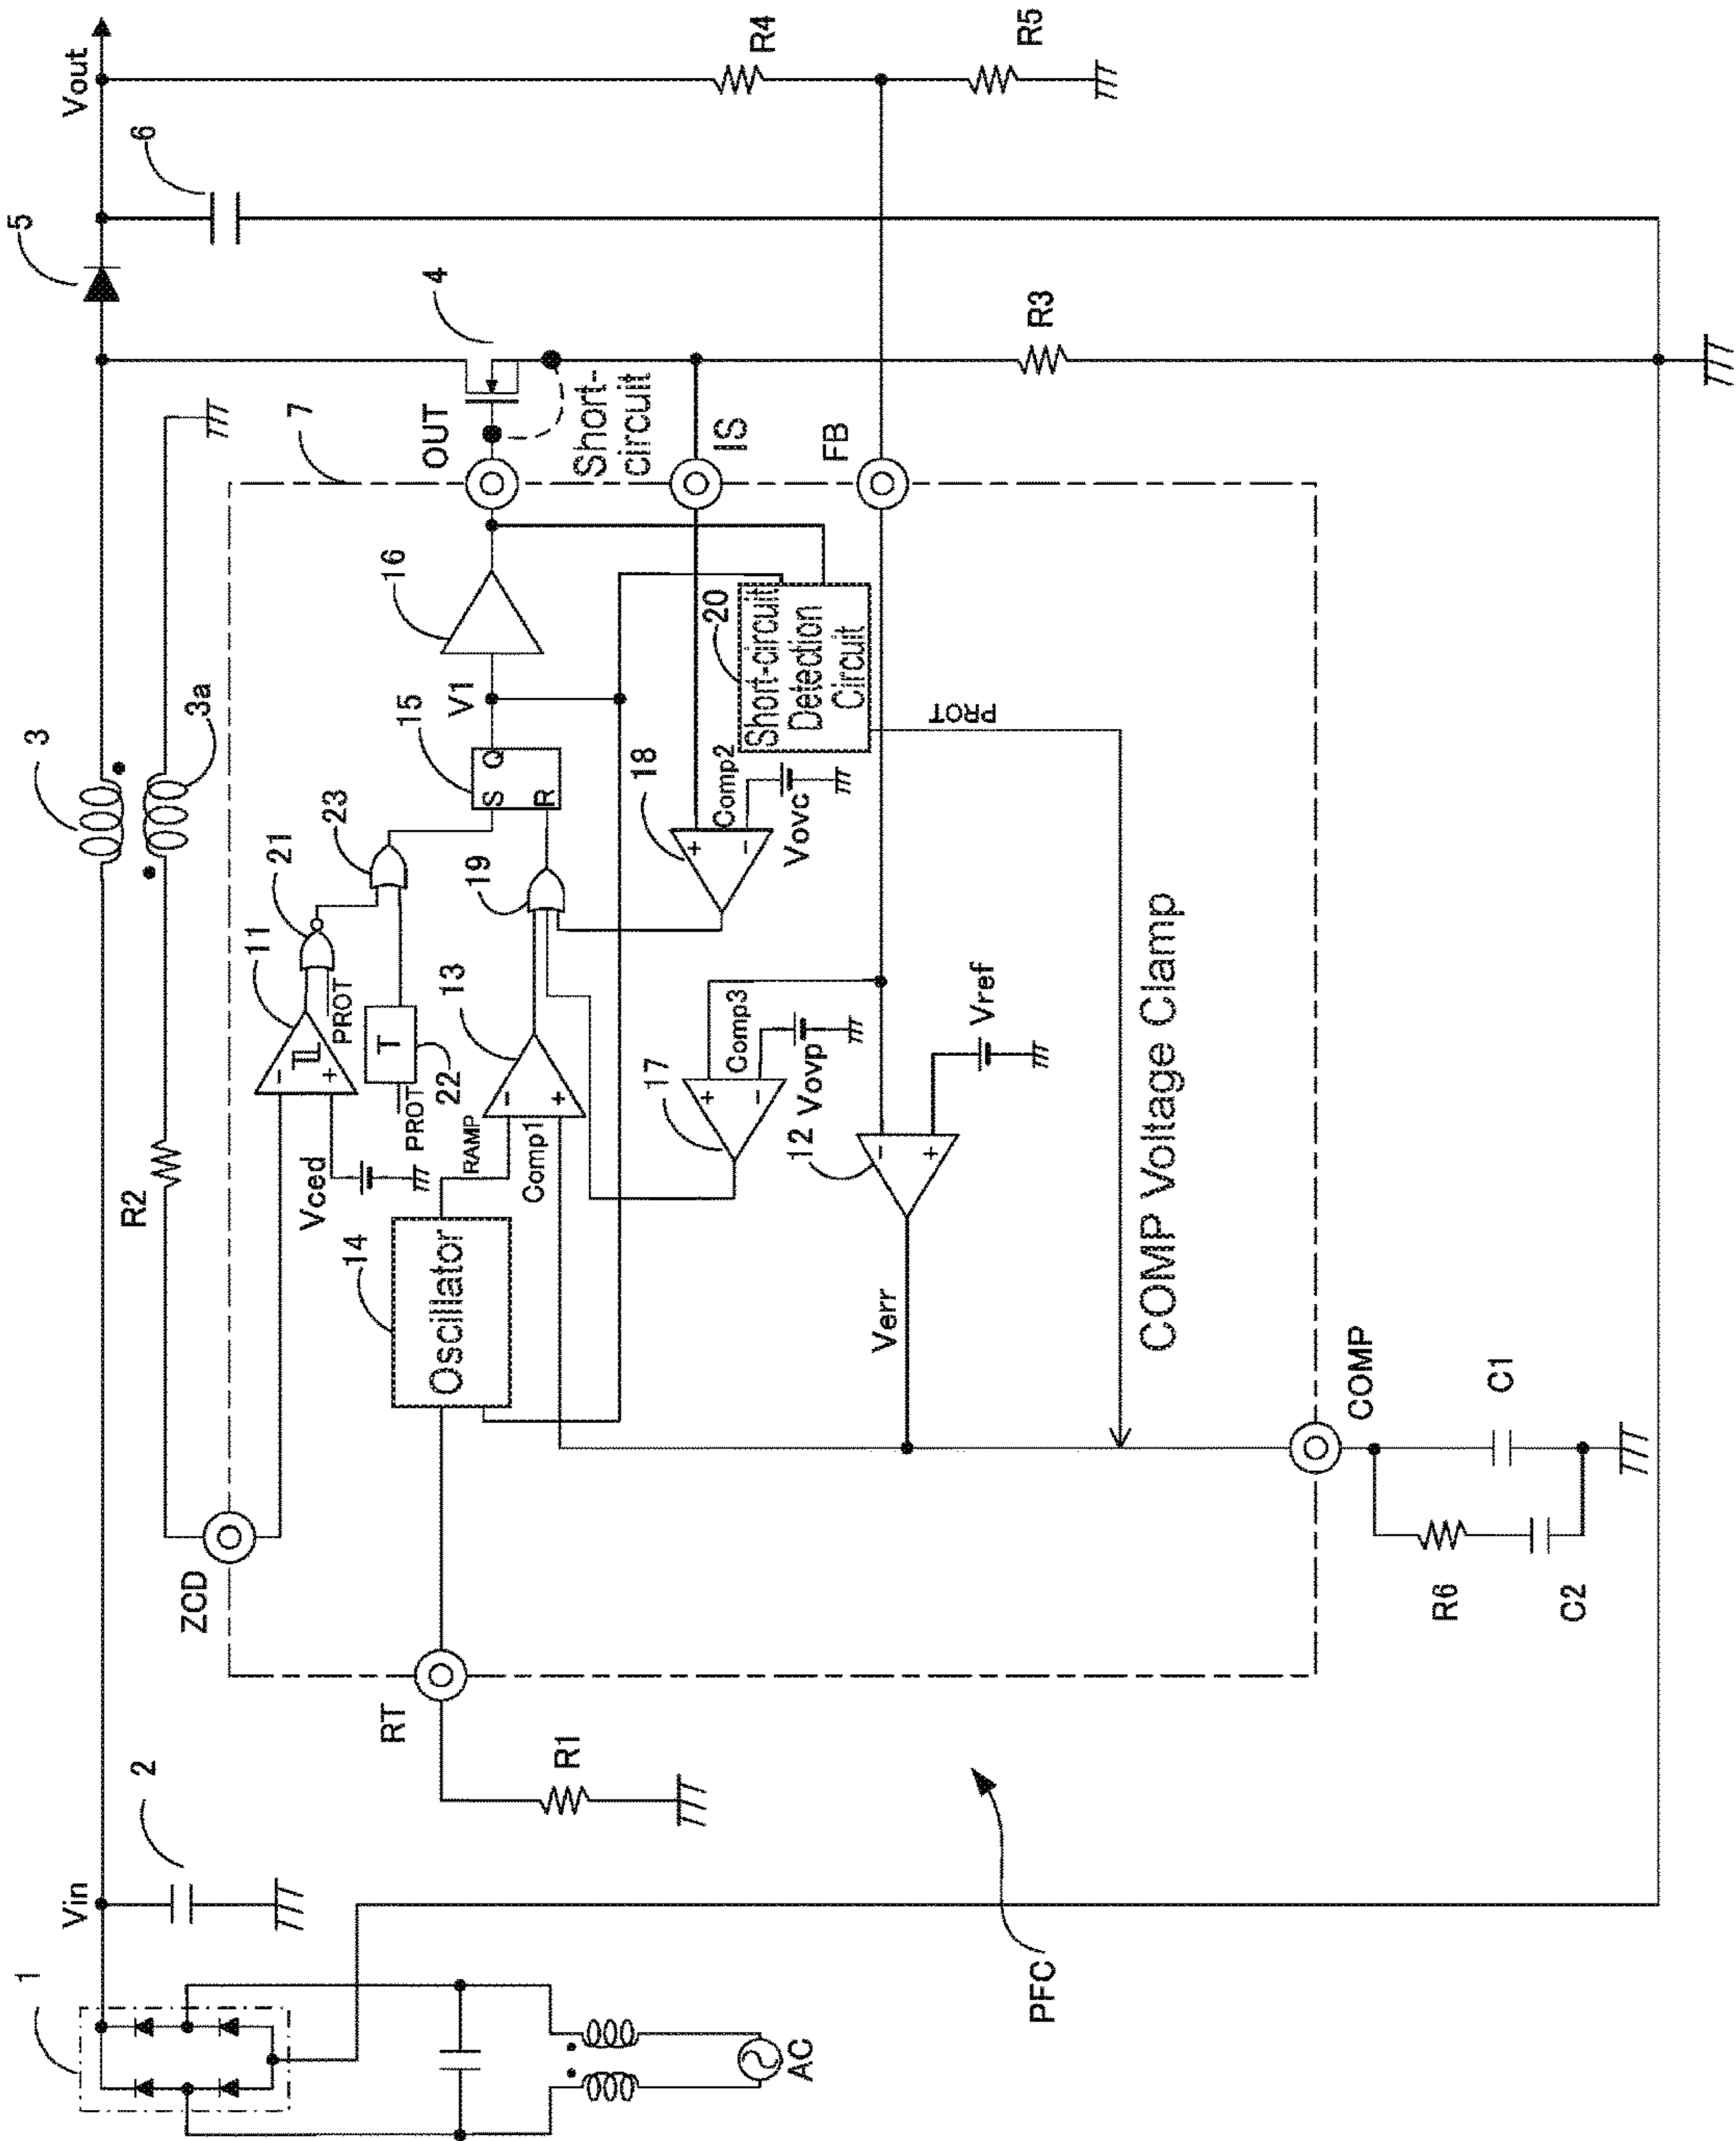 1
Vin
2
3
3a
5
Vout
6
R2
ZCD
7
4
R4
R5
11
21
PROT
23
Vced
T
22
PROT
15
S
Q
R
V1
16
OUT
Short-
circuit
RT
R1
14
Oscillator
RAMP
Comp1
13
19
18
Comp2
Vovc
IS
20
Short-circuit
Detection
Circuit
PROT
FB
R3
17
Comp3
Vovp
12
Vref
Verr
COMP Voltage Clamp
COMP
R6
C2
C1
AC
PFC